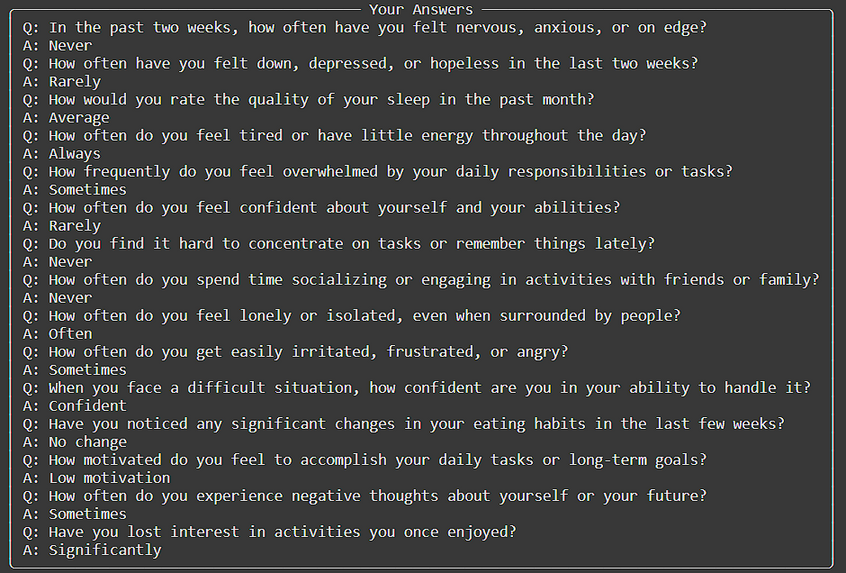 Your Answers
Q: In the past two weeks, how often have you felt nervous, anxious, or on edge?
A: Never
Q: How often have you felt down, depressed, or hopeless in the last two weeks?
A: Rarely
Q: How would you rate the quality of your sleep in the past month?
A: Average
Q: How often do you feel tired or have little energy throughout the day?
A: Always
Q: How frequently do you feel overwhelmed by your daily responsibilities or tasks?
A: Sometimes
Q: How often do you feel confident about yourself and your abilities?
A: Rarely
Q: Do you find it hard to concentrate on tasks or remember things lately?
A: Never
Q: How often do you spend time socializing or engaging in activities with friends or family?
A: Never
Q: How often do you feel lonely or isolated, even when surrounded by people?
A: Often
Q: How often do you get easily irritated, frustrated, or angry?
A: Sometimes
Q: When you face a difficult situation, how confident are you in your ability to handle it?
A: Confident
Q: Have you noticed any significant changes in your eating habits in the last few weeks?
A: No change
Q: How motivated do you feel to accomplish your daily tasks or long-term goals?
A: Low motivation
Q: How often do you experience negative thoughts about yourself or your future?
A: Sometimes
Q: Have you lost interest in activities you once enjoyed?
A: Significantly